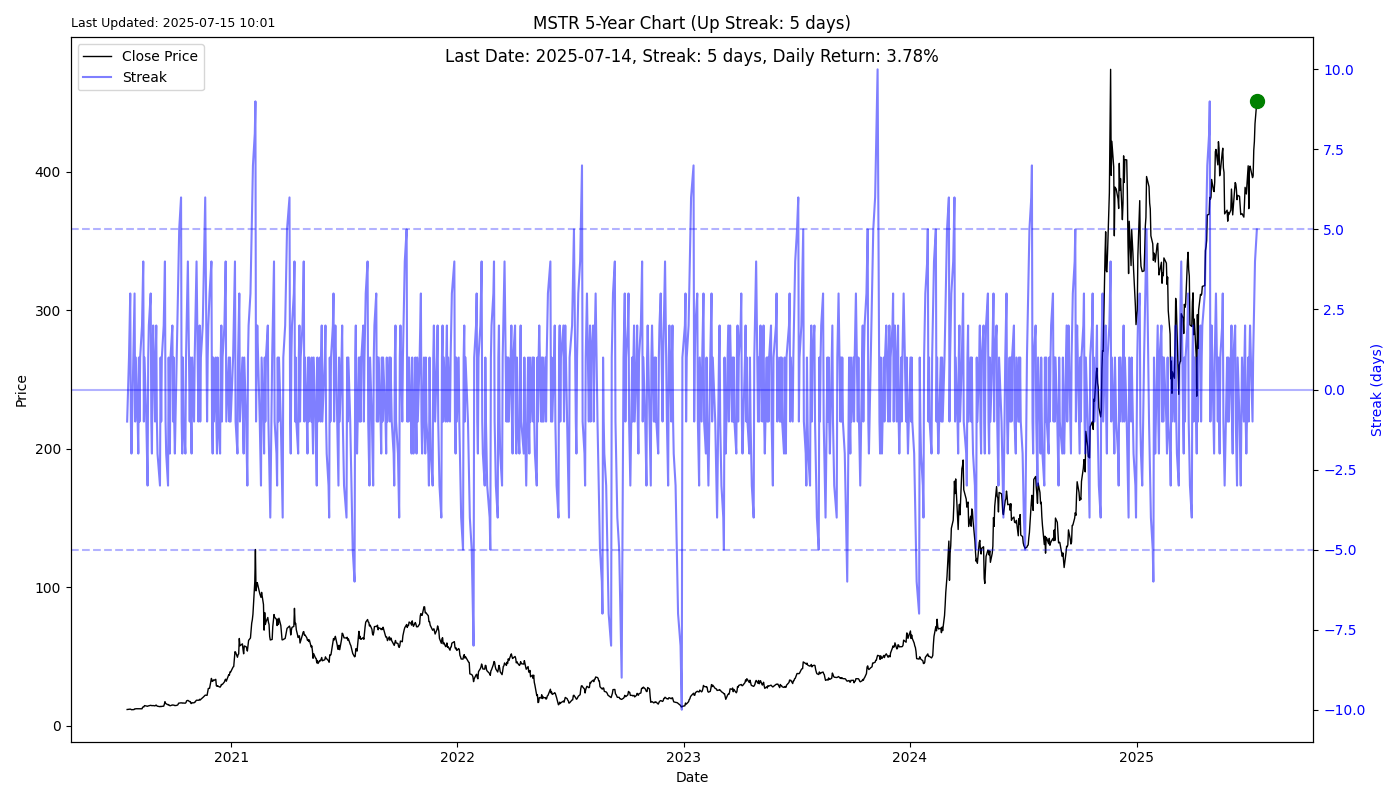 Last Updated: 2025-07-15 10:01
MSTR 5-Year Chart (Up Streak: 5 days)
Last Date: 2025-07-14, Streak: 5 days, Daily Return: 3.78%
Close Price
Streak
Price
400
300
200
100
0
10.0
7.5
5.0
2.5
0.0
−2.5
−5.0
−7.5
−10.0
Streak (days)
2021
2022
2023
2024
2025
Date